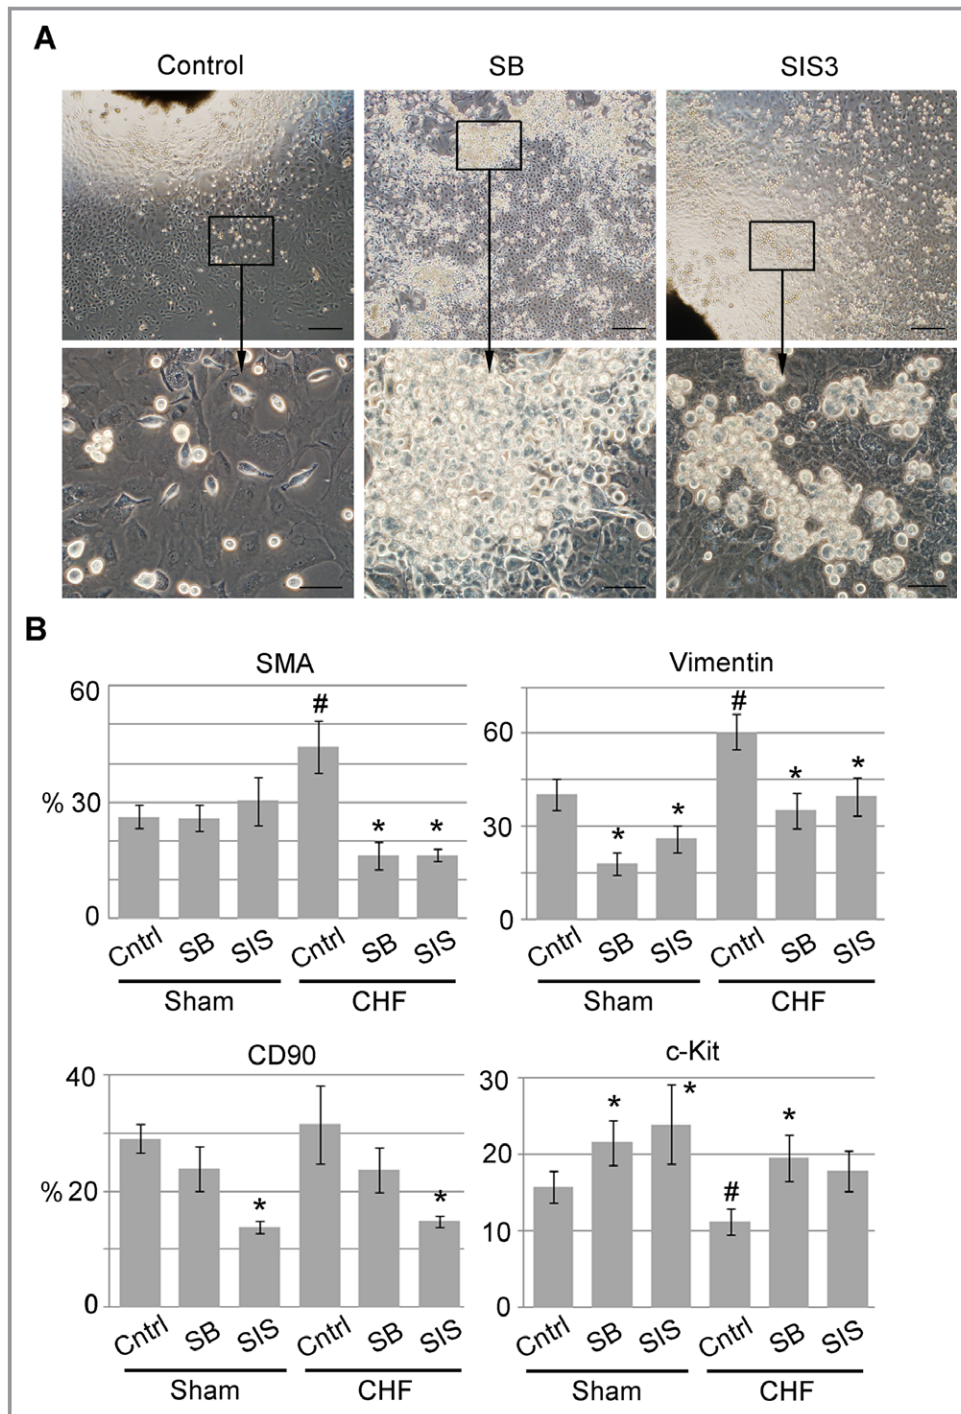 A
Control SB SIS3
B
SMA
60
#
% 30
* *
0
Cntrl SB SIS Cntrl SB SIS
Sham CHF
Vimentin
#
60
* *
* *
30
0
Cntrl SB SIS Cntrl SB SIS
Sham CHF
CD90
40
% 20
* *
0
Cntrl SB SIS Cntrl SB SIS
Sham CHF
c-Kit
30
* * *
20
#
10
0
Cntrl SB SIS Cntrl SB SIS
Sham CHF